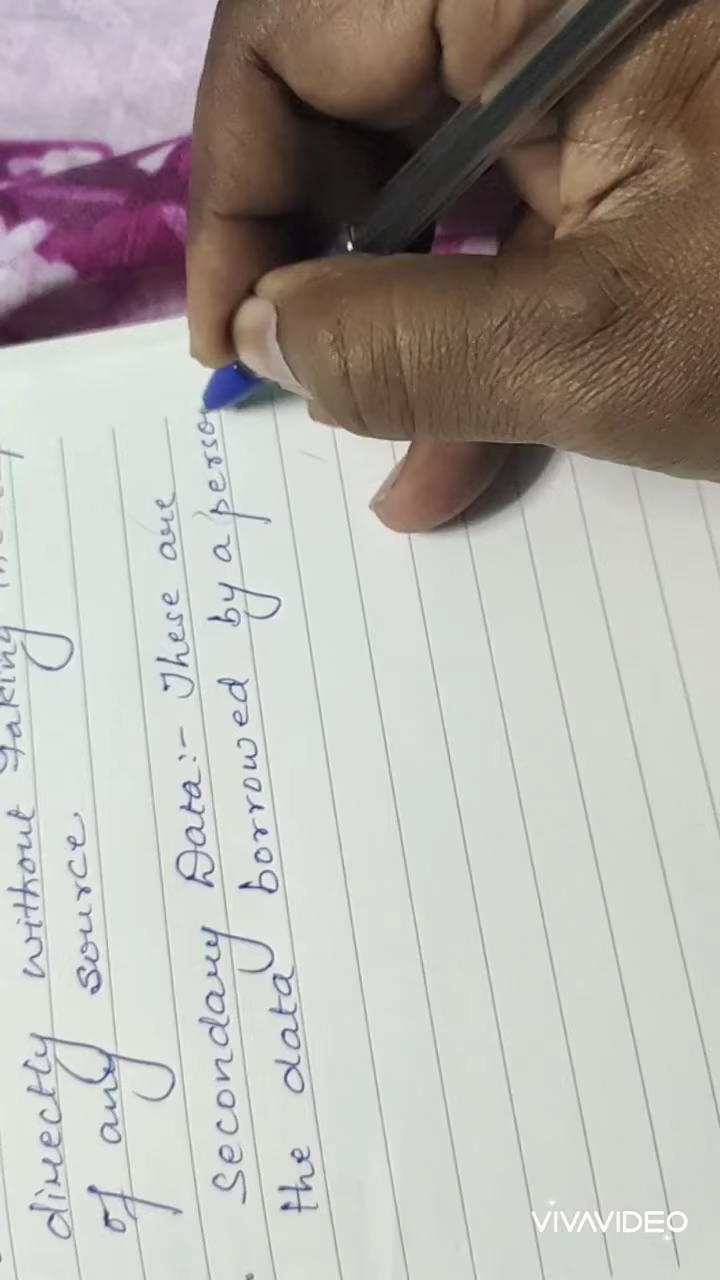 directly without taking
of any source
Secondary Data:- These are
the data borrowed by a perso
VIVAVIDEO